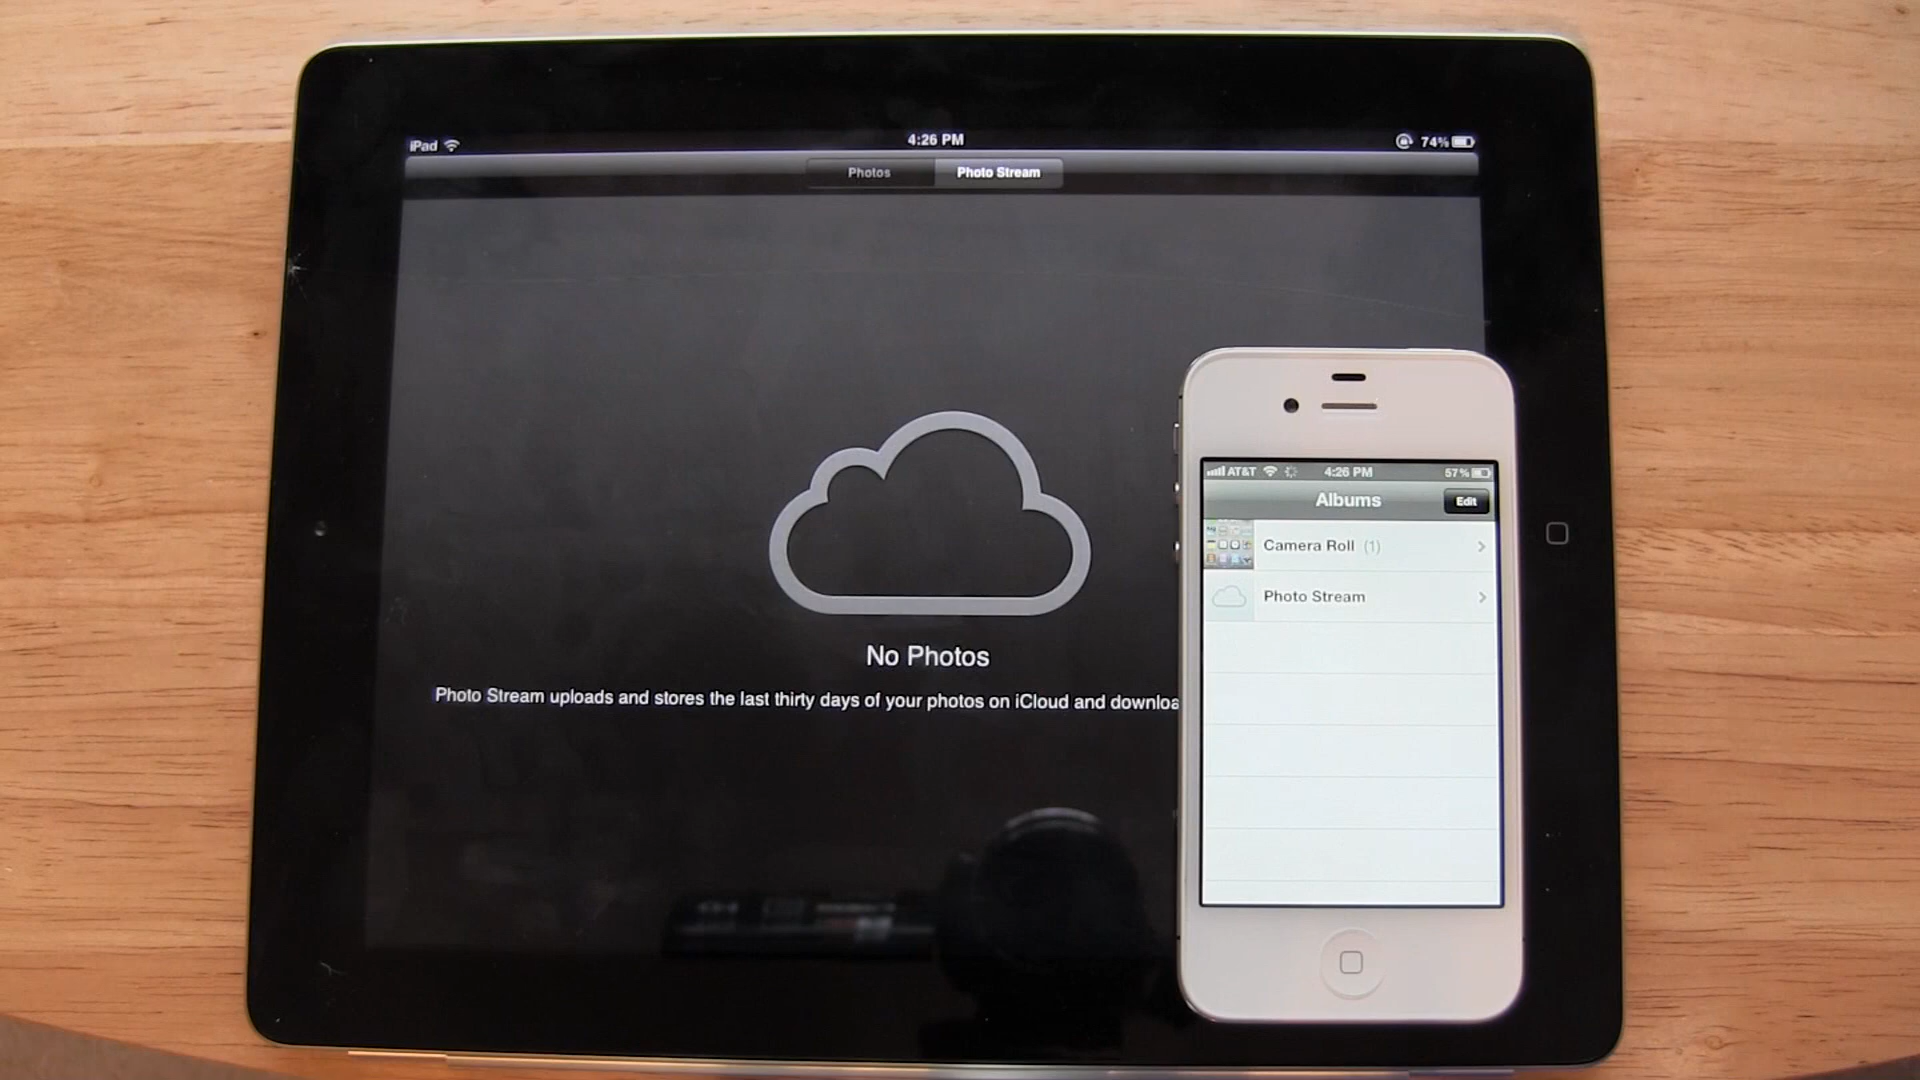 iPad 4:26 PM 74%
Photos Photo Stream
No Photos
Photo Stream uploads and stores the last thirty days of your photos on iCloud and downloa
AT&T 4:26 PM 57%
Albums Edit
Camera Roll (1)
Photo Stream